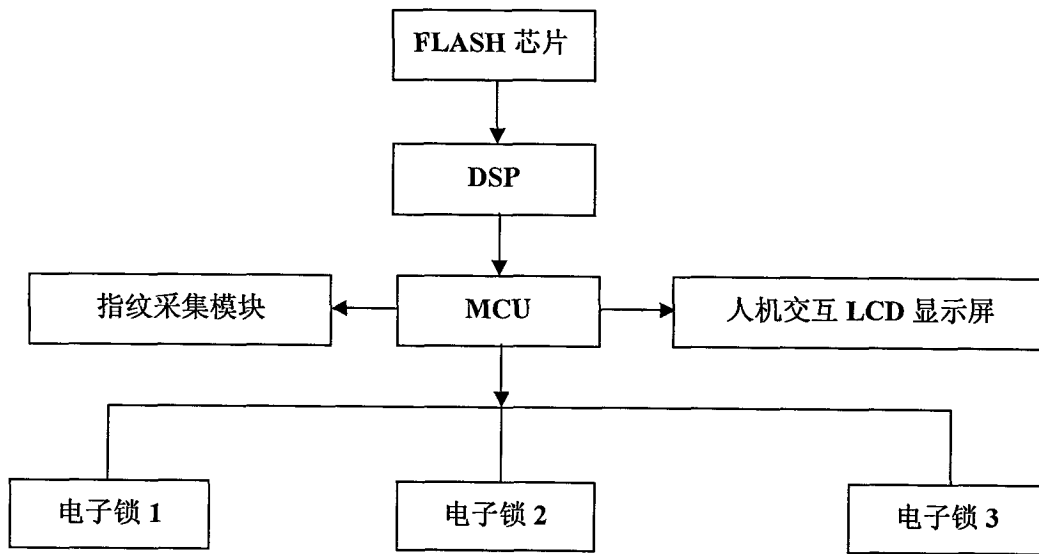 FLASH 芯片
DSP
指纹采集模块
MCU
人机交互 LCD 显示屏
电子锁 1
电子锁 2
电子锁 3